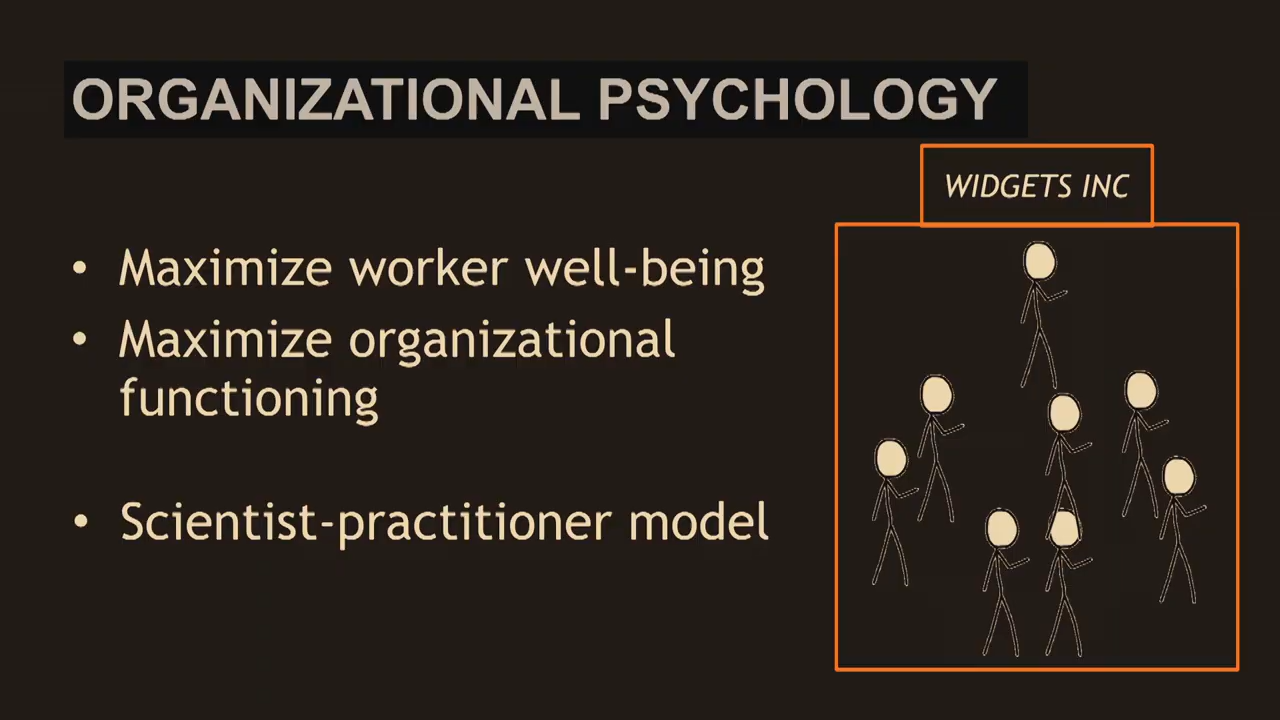 ORGANIZATIONAL PSYCHOLOGY
WIDGETS INC
• Maximize worker well-being
• Maximize organizational
functioning
• Scientist-practitioner model